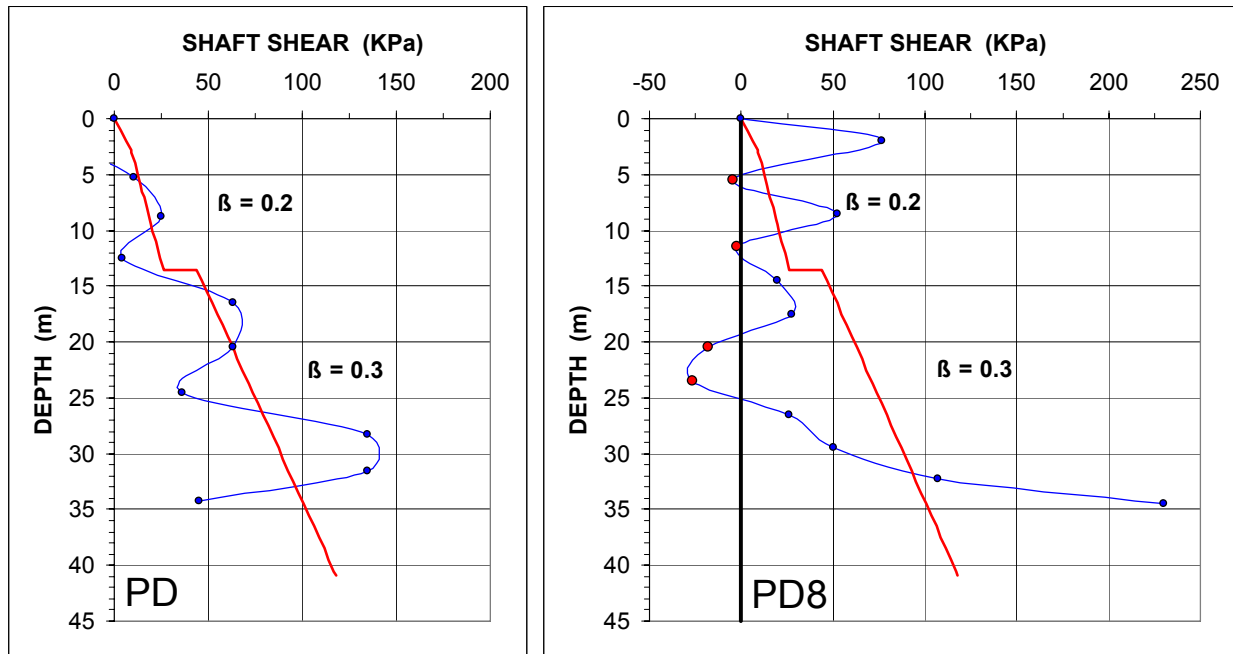 SHAFT SHEAR (KPa)
0 50 100 150 200
0
5
10
15
20
25
30
35
40
45
DEPTH (m)
ß = 0.2
ß = 0.3
PD
SHAFT SHEAR (KPa)
-50 0 50 100 150 200 250
0
5
10
15
20
25
30
35
40
45
DEPTH (m)
ß = 0.2
ß = 0.3
PD8